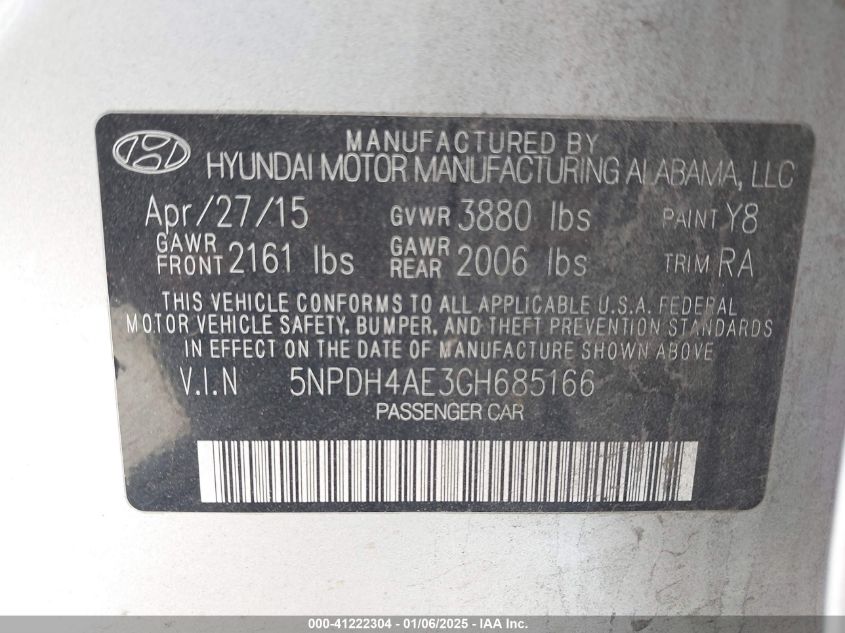 MANUFACTURED BY
HYUNDAI MOTOR MANUFACTURING ALABAMA, LLC
Apr/27/15 GVWR 3880 lbs PAINT Y8
GAWR FRONT 2161 lbs GAWR REAR 2006 lbs TRIM RA
THIS VEHICLE CONFORMS TO ALL APPLICABLE U.S.A. FEDERAL
MOTOR VEHICLE SAFETY, BUMPER, AND THEFT PREVENTION STANDARDS
IN EFFECT ON THE DATE OF MANUFACTURE SHOWN ABOVE
V.I.N 5NPDH4AE3GH685166
PASSENGER CAR
000-41222304 - 01/06/2025 - IAA Inc.